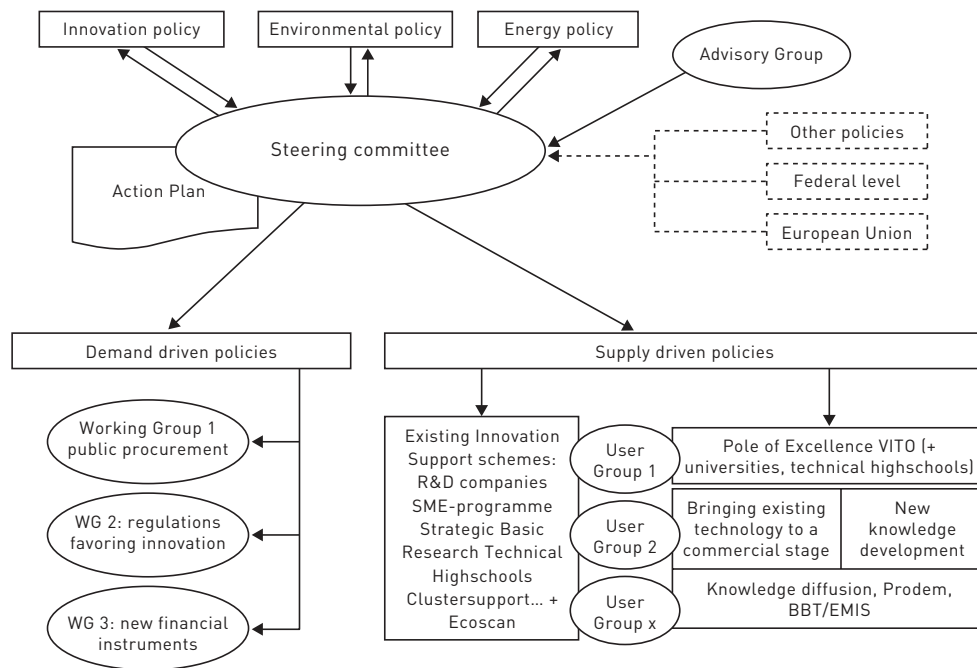 Innovation policy
Environmental policy
Energy policy
Advisory Group
Steering committee
Other policies
Action Plan
Federal level
European Union
Demand driven policies
Supply driven policies
Working Group 1
public procurement
WG 2: regulations
favoring innovation
WG 3: new financial
instruments
Existing Innovation
Support schemes:
R&D companies
SME-programme
Strategic Basic
Research Technical
Highschools
Clustersupport... +
Ecoscan
User
Group 1
User
Group 2
User
Group x
Pole of Excellence VITO (+
universities, technical highschools)
Bringing existing
technology to a
commercial stage
New
knowledge
development
Knowledge diffusion, Prodem,
BBT/EMIS